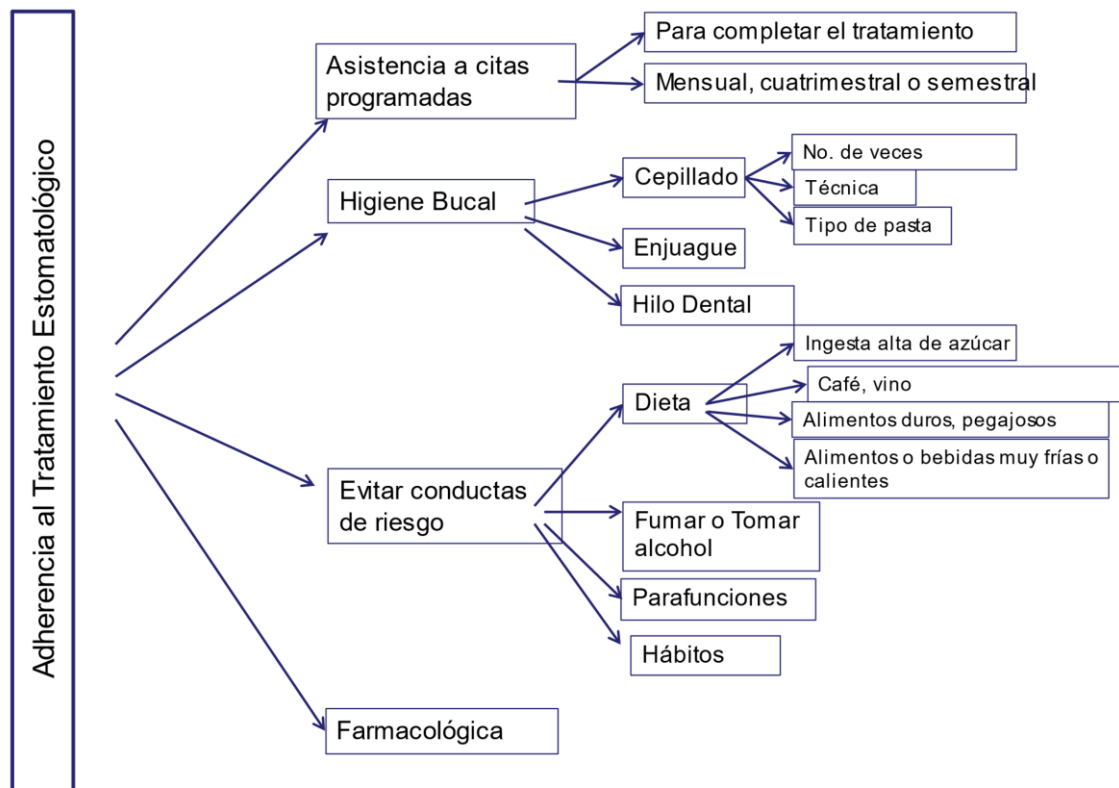 Adherencia al Tratamiento Estomatológico
Asistencia a citas
programadas
Para completar el tratamiento
Mensual, cuatrimestral o semestral
Higiene Bucal
Cepillado
No. de veces
Técnica
Tipo de pasta
Enjuague
Hilo Dental
Evitar conductas
de riesgo
Dieta
Ingesta alta de azúcar
Café, vino
Alimentos duros, pegajosos
Alimentos o bebidas muy frías o
calientes
Fumar o Tomar
alcohol
Parafunciones
Hábitos
Farmacológica